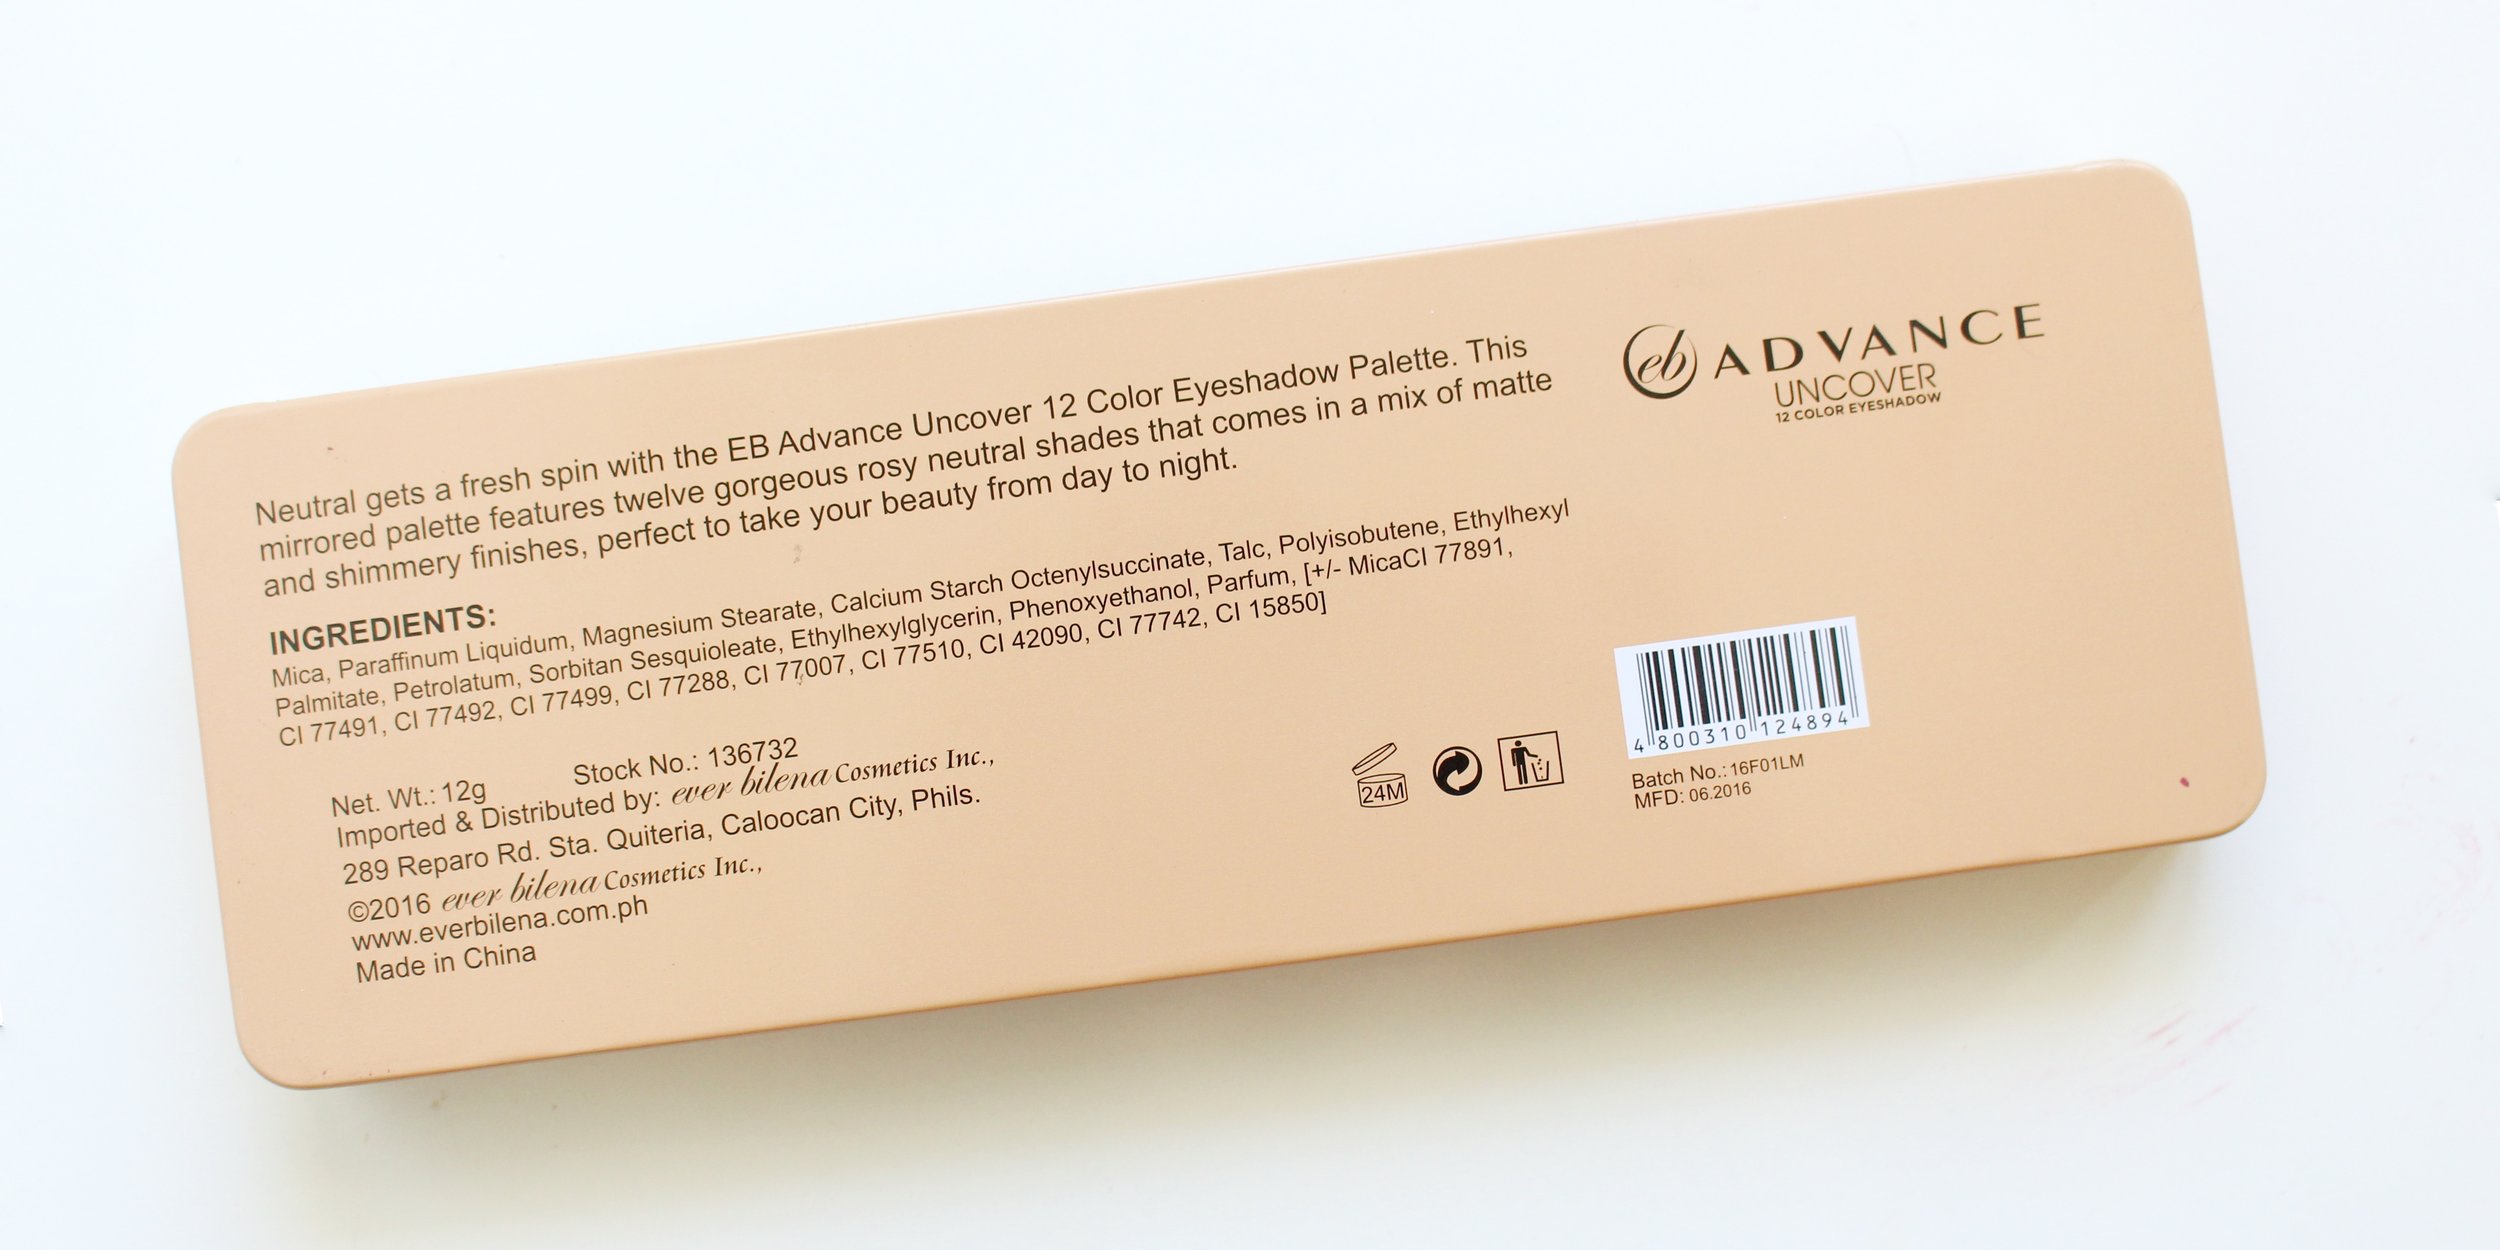 Neutral gets a fresh spin with the EB Advance Uncover 12 Color Eyeshadow Palette. This
mirrored palette features twelve gorgeous rosy neutral shades that comes in a mix of matte
and shimmery finishes, perfect to take your beauty from day to night.
INGREDIENTS:
Mica, Paraffinum Liquidum, Magnesium Stearate, Calcium Starch Octenylsuccinate, Talc, Polyisobutene, Ethylhexyl
Palmitate, Petrolatum, Sorbitan Sesquioleate, Ethylhexylglycerin, Phenoxyethanol, Parfum, [+/- MicaCI 77891,
CI 77491, CI 77492, CI 77499, CI 77288, CI 77007, CI 77510, CI 42090, CI 77742, CI 15850]
Net. Wt.: 12g Stock No.: 136732
Imported & Distributed by: ever bilena Cosmetics Inc.,
289 Reparo Rd. Sta. Quiteria, Caloocan City, Phils.
©2016 ever bilena Cosmetics Inc.,
www.everbilena.com.ph
Made in China
24M
eb ADVANCE
UNCOVER
12 COLOR EYESHADOW
4 800310 124894
Batch No.: 16F01LM
MFD: 06.2016